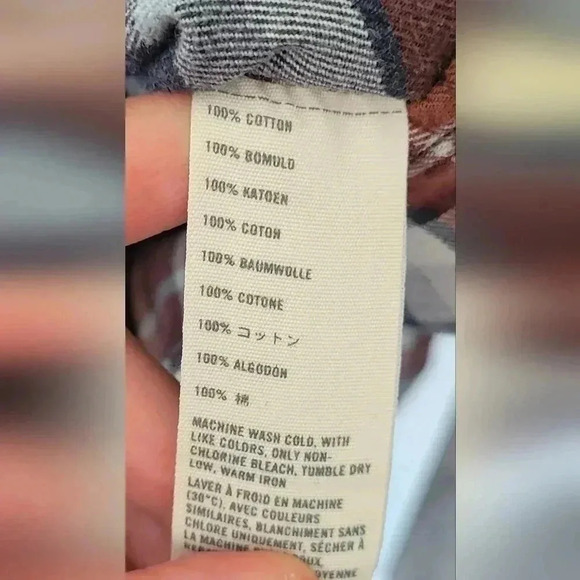 100% COTTON
100% BOMULD
100% KATOEN
100% COTON
100% BAUMWOLLE
100% COTONE
100% コットン
100% ALGODÓN
100% 棉
MACHINE WASH COLD, WITH
LIKE COLORS, ONLY NON-
CHLORINE BLEACH, TUMBLE DRY
LOW, WARM IRON
LAVER À FROID EN MACHINE
(30°C), AVEC COULEURS
SIMILAIRES, BLANCHIMENT SANS
CHLORE UNIQUEMENT, SÉCHER À
LA MACHINE